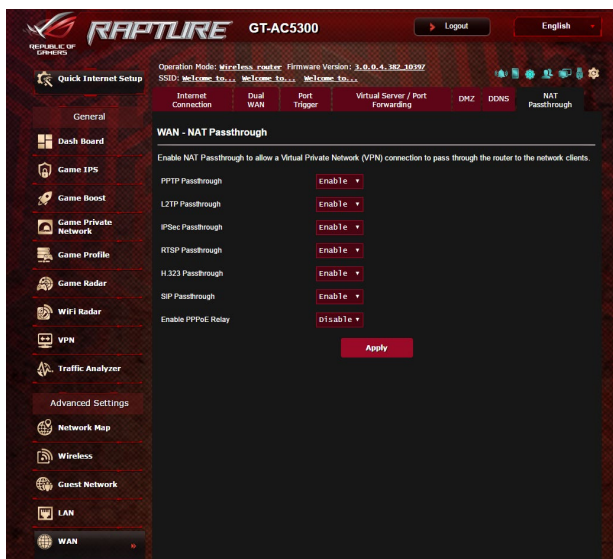 REPUBLIC OF
GAMERS
RAPTURE
GT-AC5300
Logout
English
Quick Internet Setup
Operation Mode: Wireless router Firmware Version: 3.0.0.4.382_10397
SSID: Welcome to... Welcome to... Welcome to...
Internet
Connection
Dual
WAN
Port
Trigger
Virtual Server / Port
Forwarding
DMZ
DDNS
NAT
Passthrough
General
Dash Board
Game IPS
Game Boost
Game Private
Network
Game Profile
Game Radar
WiFi Radar
VPN
Traffic Analyzer
Advanced Settings
Network Map
Wireless
Guest Network
LAN
WAN
WAN - NAT Passthrough
Enable NAT Passthrough to allow a Virtual Private Network (VPN) connection to pass through the router to the network clients.
PPTP Passthrough Enable
L2TP Passthrough Enable
IPSec Passthrough Enable
RTSP Passthrough Enable
H.323 Passthrough Enable
SIP Passthrough Enable
Enable PPPoE Relay Disable
Apply